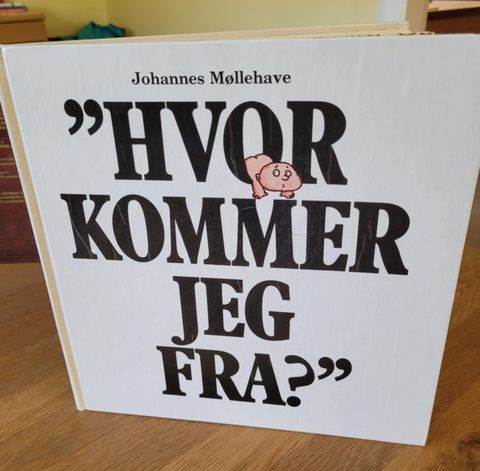 Johannes Møllehave
”HVOR
KOMMER
JEG
FRA?”